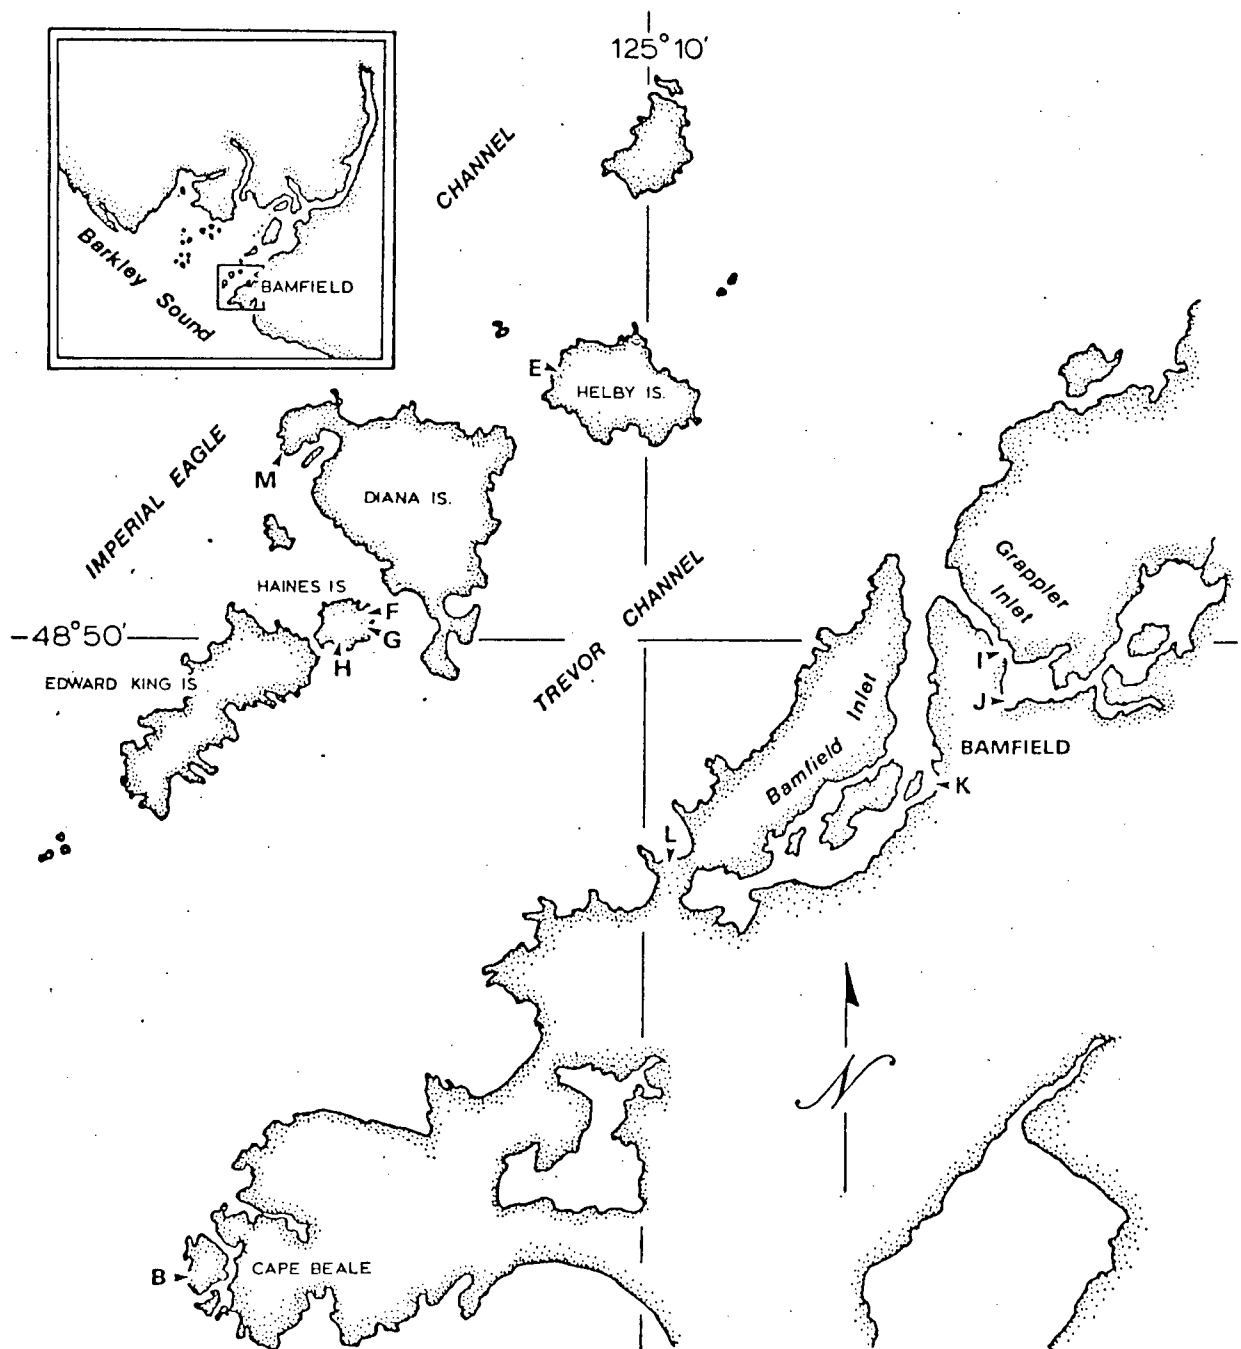 125°10'
CHANNEL
Barkley Sound
BAMFIELD
E
HELBY IS.
IMPERIAL EAGLE
M
DIANA IS.
Grappler
Inlet
HAINES IS
F
G
H
48°50'
TREVOR CHANNEL
EDWARD KING IS
I
J
Bamfield Inlet
BAMFIELD
K
L
N
B
CAPE BEALE